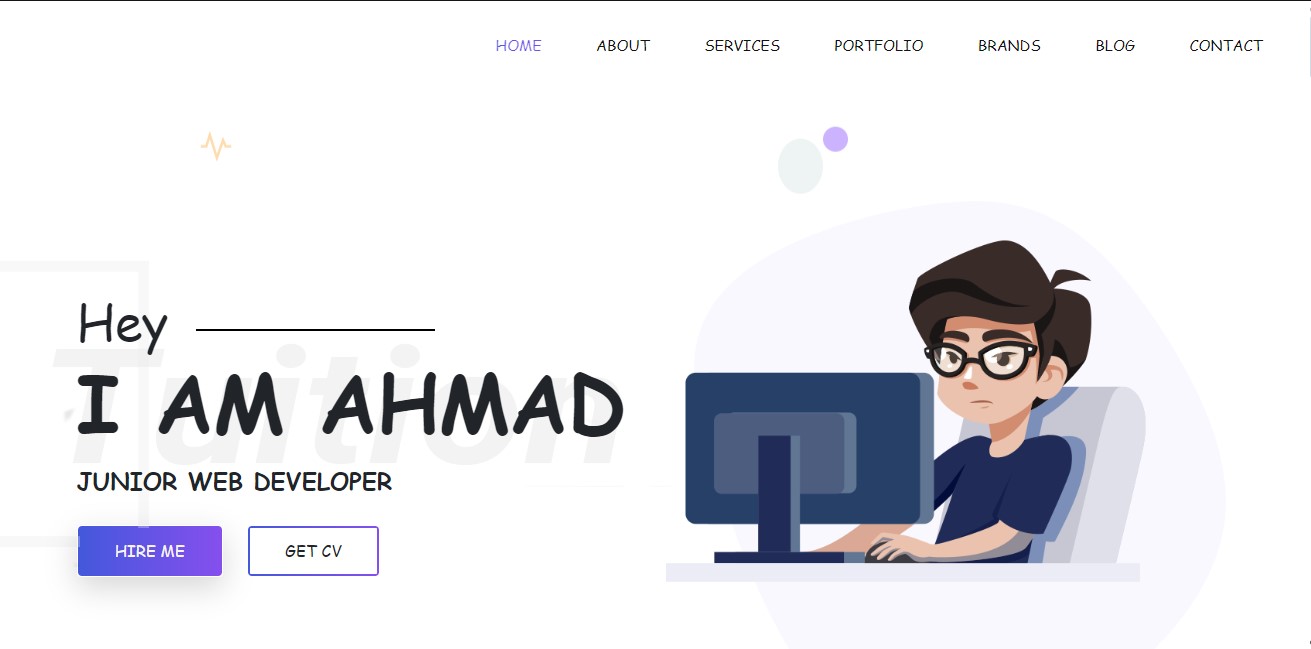 HOME ABOUT SERVICES PORTFOLIO BRANDS BLOG CONTACT
Hey
Tuition
I AM AHMAD
JUNIOR WEB DEVELOPER
HIRE ME GET CV